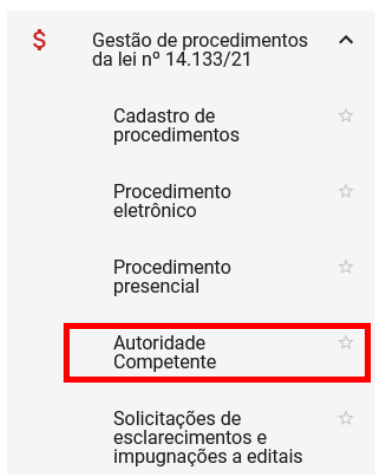 $ Gestão de procedimentos
da lei nº 14.133/21
Cadastro de
procedimentos
Procedimento
eletrônico
Procedimento
presencial
Autoridade
Competente
Solicitações de
esclarecimentos e
impugnações a editais